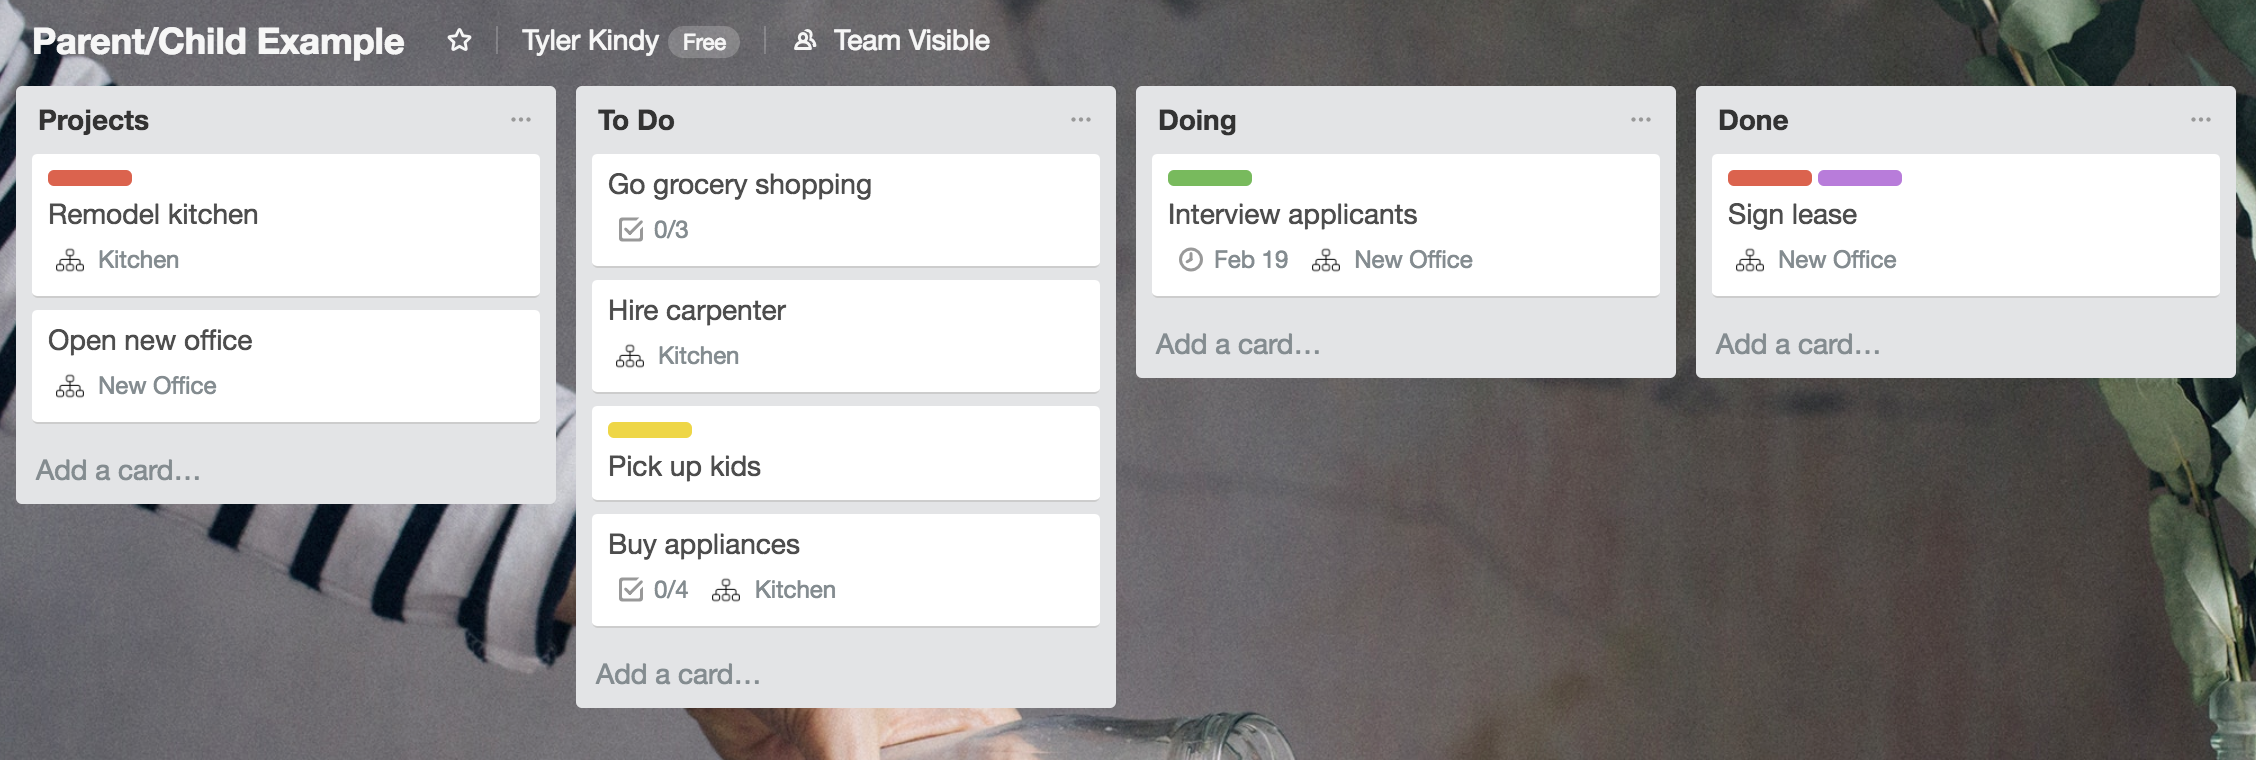 Parent/Child Example Tyler Kindy Free Team Visible
Projects
Remodel kitchen
Kitchen
Open new office
New Office
Add a card…
To Do
Go grocery shopping
0/3
Hire carpenter
Kitchen
Pick up kids
Buy appliances
0/4 Kitchen
Add a card…
Doing
Interview applicants
Feb 19 New Office
Add a card…
Done
Sign lease
New Office
Add a card…